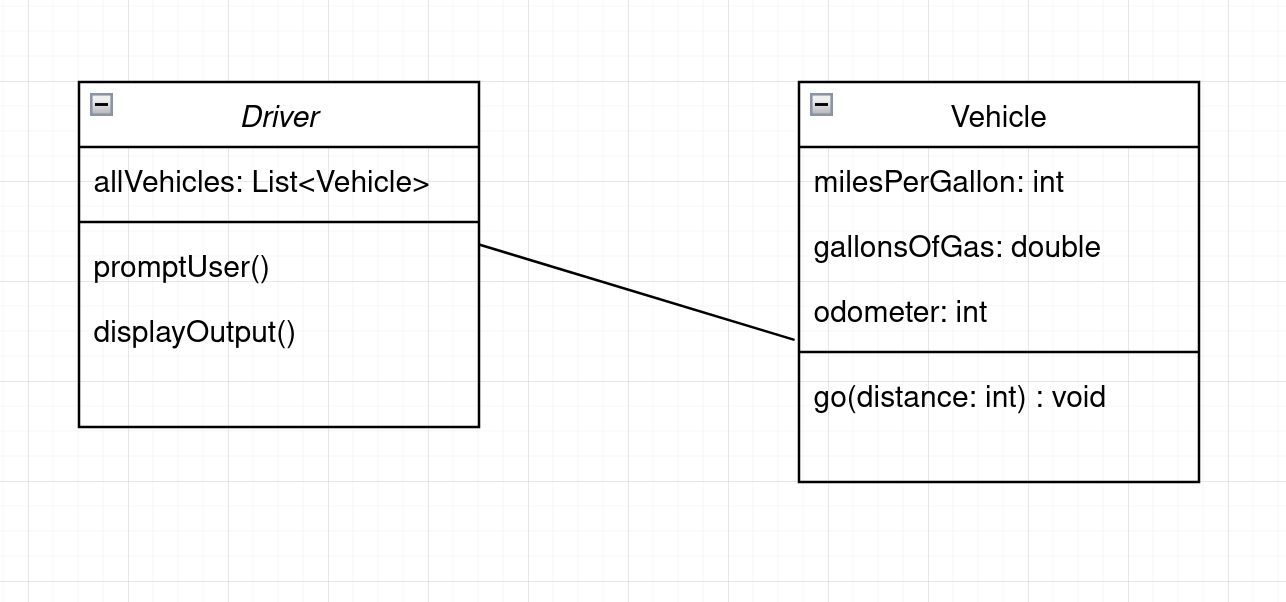 Driver
allVehicles: List<Vehicle>
promptUser()
displayOutput()
Vehicle
milesPerGallon: int
gallonsOfGas: double
odometer: int
go(distance: int) : void